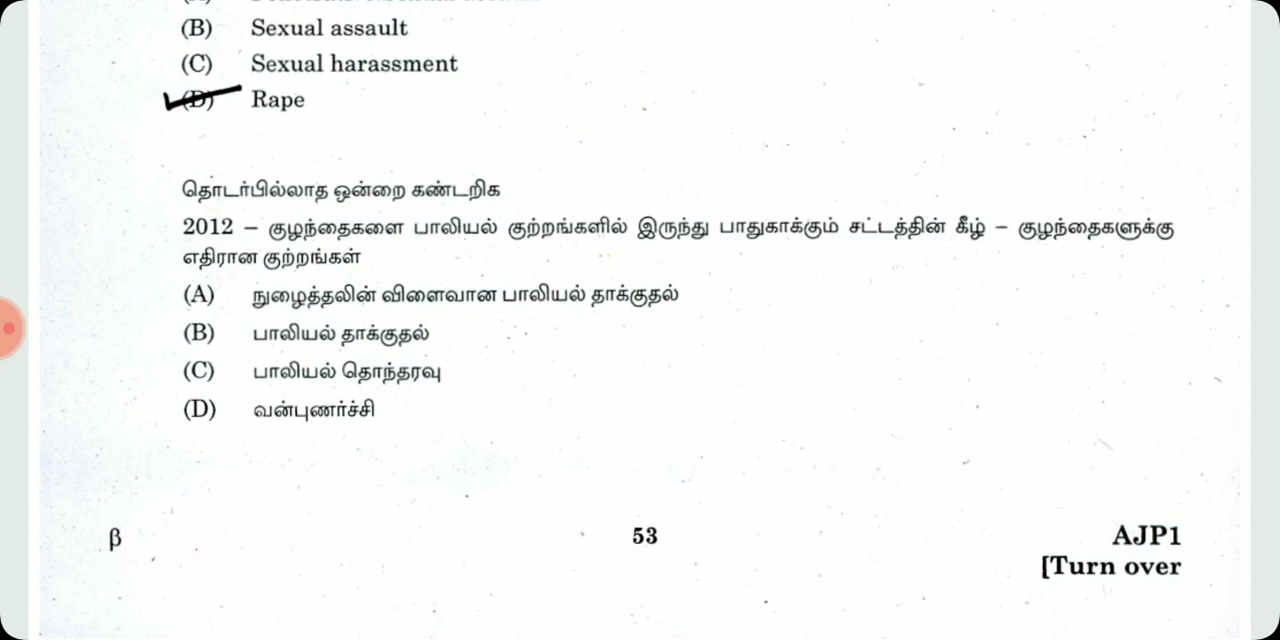 (B) Sexual assault
(C) Sexual harassment
(D) Rape
தொடர்பில்லாத ஒன்றை கண்டறிக
2012 – குழந்தைகளை பாலியல் குற்றங்களில் இருந்து பாதுகாக்கும் சட்டத்தின் கீழ் – குழந்தைகளுக்கு
எதிரான குற்றங்கள்
(A) நுழைத்தலின் விளைவான பாலியல் தாக்குதல்
(B) பாலியல் தாக்குதல்
(C) பாலியல் தொந்தரவு
(D) வன்புணர்ச்சி
β 53 AJP1
[Turn over